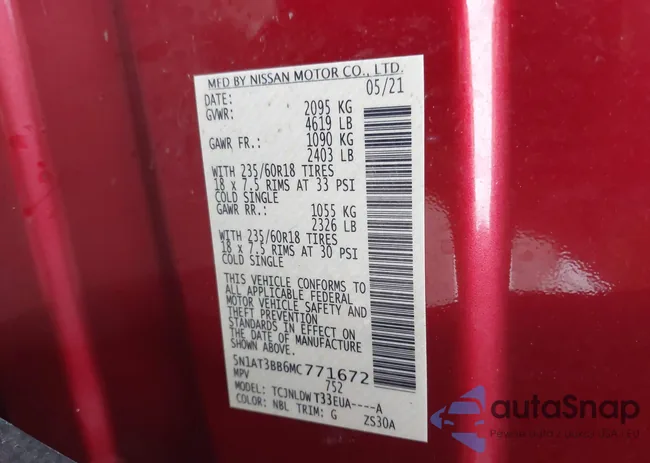 MFD BY NISSAN MOTOR CO., LTD.
DATE: 05/21
GVWR: 2095 KG
4619 LB
GAWR FR.: 1090 KG
2403 LB
WITH 235/60R18 TIRES
18 x 7.5 RIMS AT 33 PSI
COLD SINGLE
GAWR RR.: 1055 KG
2326 LB
WITH 235/60R18 TIRES
18 x 7.5 RIMS AT 30 PSI
COLD SINGLE
THIS VEHICLE CONFORMS TO
ALL APPLICABLE FEDERAL
MOTOR VEHICLE SAFETY AND
THEFT PREVENTION
STANDARDS IN EFFECT ON
THE DATE OF MANUFACTURE
SHOWN ABOVE.
5N1AT3BB6MC771672
MPV 752
MODEL: TCJNLDWT33EUA----A
COLOR: NBL TRIM: G ZS30A
autoSnap